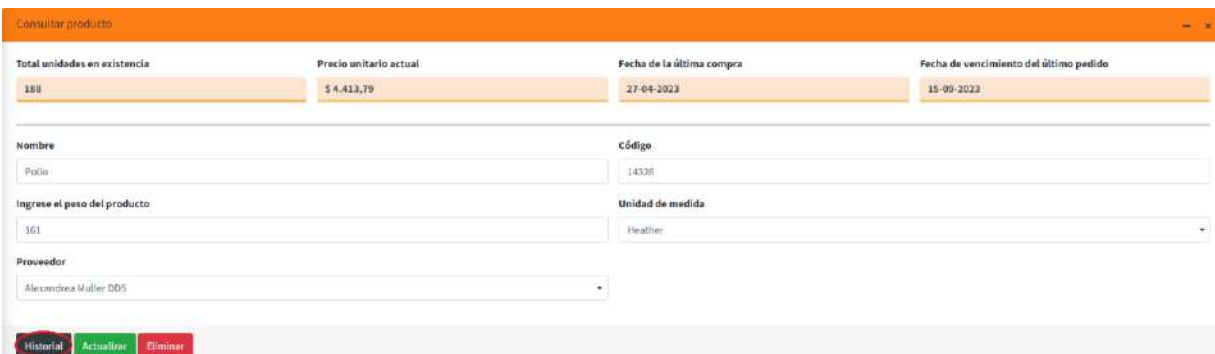 Consultar producto
Total unidades en existencia Precio unitario actual Fecha de la última compra Fecha de vencimiento del último pedido
188 $ 4.413,79 27-04-2023 15-09-2023
Nombre Código
Pollo 14326
Ingrese el peso del producto Unidad de medida
161 Heather
Proveedor
Alexandrea Muller DDS
Historial Actualizar Eliminar